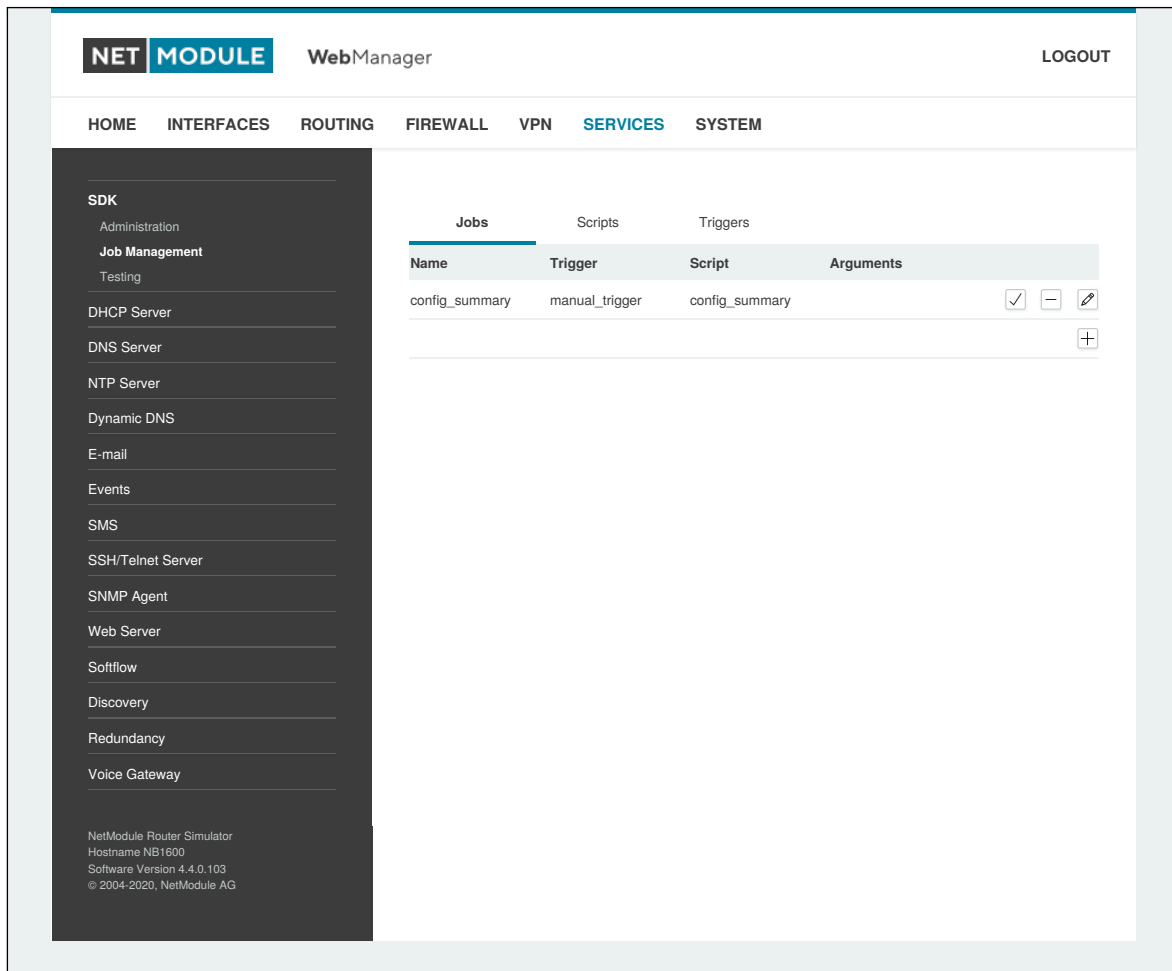 NET MODULE WebManager LOGOUT
HOME INTERFACES ROUTING FIREWALL VPN SERVICES SYSTEM
SDK
Administration
Job Management
Testing
DHCP Server
DNS Server
NTP Server
Dynamic DNS
E-mail
Events
SMS
SSH/Telnet Server
SNMP Agent
Web Server
Softflow
Discovery
Redundancy
Voice Gateway
NetModule Router Simulator
Hostname NB1600
Software Version 4.4.0.103
© 2004-2020, NetModule AG
Jobs Scripts Triggers
Name Trigger Script Arguments
config_summary manual_trigger config_summary